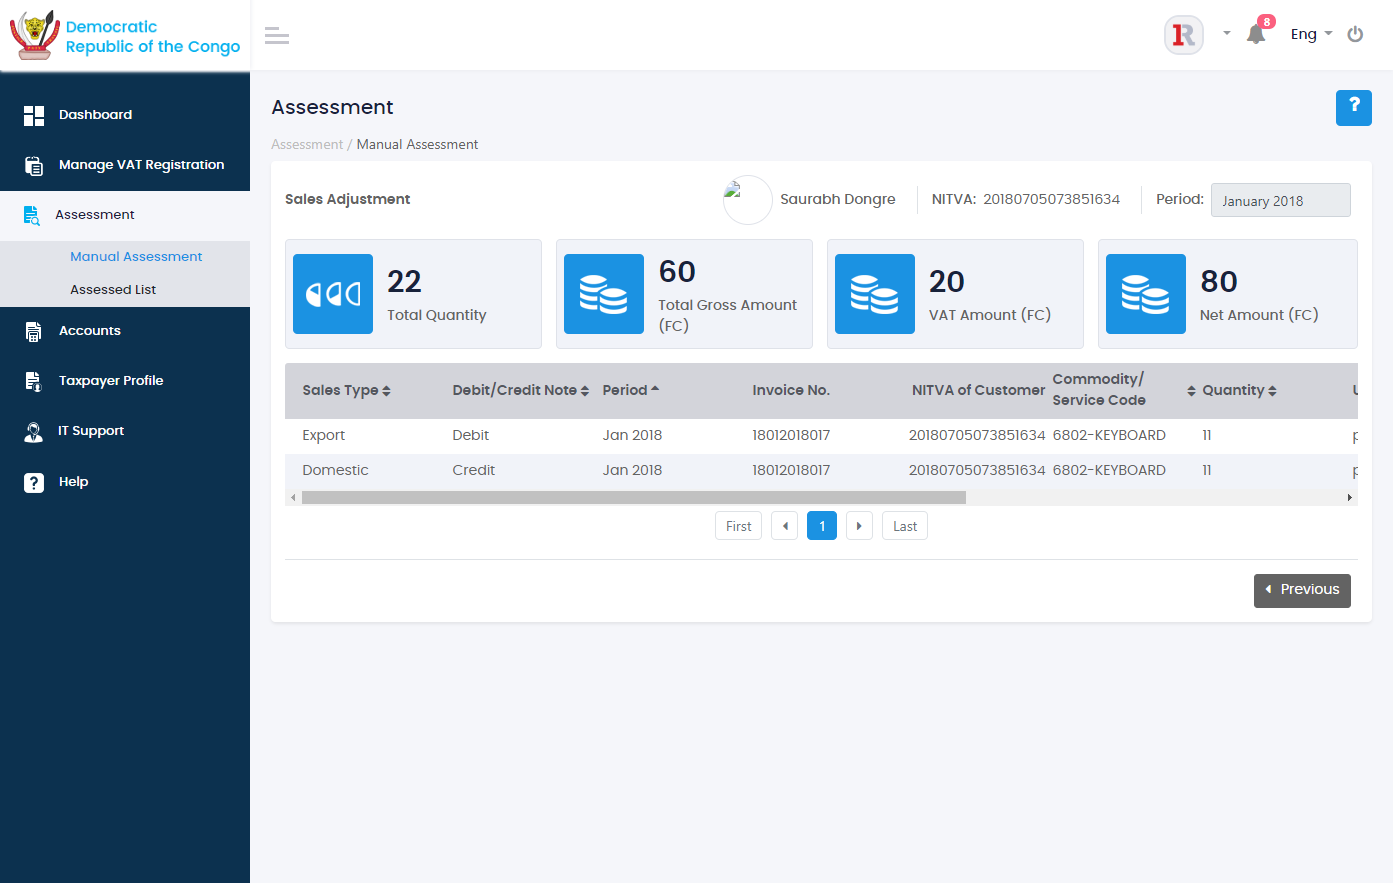 Democratic
Republic of the Congo
R
8
Eng
Dashboard
Manage VAT Registration
Assessment
Manual Assessment
Assessed List
Accounts
Taxpayer Profile
IT Support
Help
Assessment
?
Assessment / Manual Assessment
Sales Adjustment
Saurabh Dongre
NITVA: 20180705073851634
Period: January 2018
22
Total Quantity
60
Total Gross Amount
(FC)
20
VAT Amount (FC)
80
Net Amount (FC)
Sales Type Debit/Credit Note Period Invoice No. NITVA of Customer Commodity/
Service Code Quantity
Export Debit Jan 2018 18012018017 20180705073851634 6802-KEYBOARD 11
Domestic Credit Jan 2018 18012018017 20180705073851634 6802-KEYBOARD 11
First 1 Last
Previous